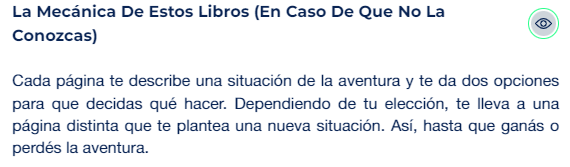 La Mecánica De Estos Libros (En Caso De Que No La
Conozcas)
Cada página te describe una situación de la aventura y te da dos opciones
para que decidas qué hacer. Dependiendo de tu elección, te lleva a una
página distinta que te plantea una nueva situación. Así, hasta que ganás o
perdés la aventura.